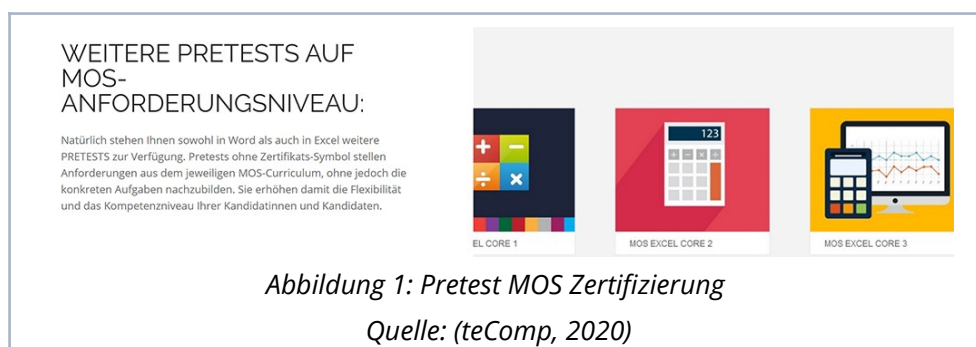 WEITERE PRETESTS AUF
MOS-
ANFORDERUNGSNIVEAU:
Natürlich stehen Ihnen sowohl in Word als auch in Excel weitere
PRETESTS zur Verfügung. Pretests ohne Zertifikats-Symbol stellen
Anforderungen aus dem jeweiligen MOS-Curriculum, ohne jedoch die
konkreten Aufgaben nachzubilden. Sie erhöhen damit die Flexibilität
und das Kompetenzniveau Ihrer Kandidatinnen und Kandidaten.
123
EL CORE 1
MOS EXCEL CORE 2
MOS EXCEL CORE 3
Abbildung 1: Pretest MOS Zertifizierung
Quelle: (teComp, 2020)